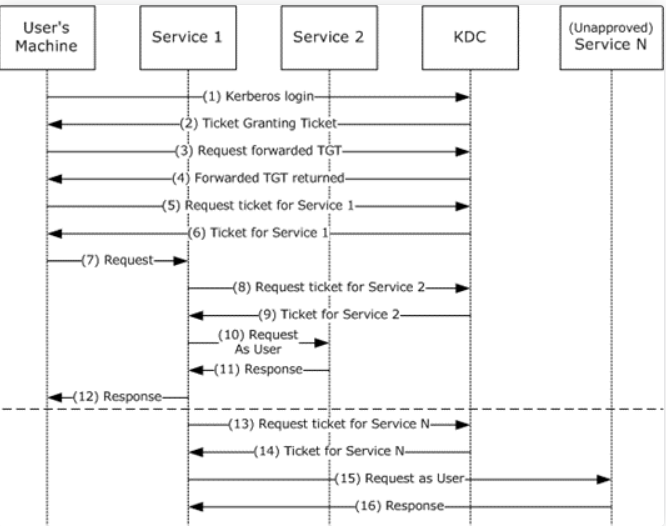 User's
Machine
Service 1
Service 2
KDC
(Unapproved)
Service N
(1) Kerberos login
(2) Ticket Granting Ticket
(3) Request forwarded TGT
(4) Forwarded TGT returned
(5) Request ticket for Service 1
(6) Ticket for Service 1
(7) Request
(8) Request ticket for Service 2
(9) Ticket for Service 2
(10) Request
As User
(11) Response
(12) Response
(13) Request ticket for Service N
(14) Ticket for Service N
(15) Request as User
(16) Response